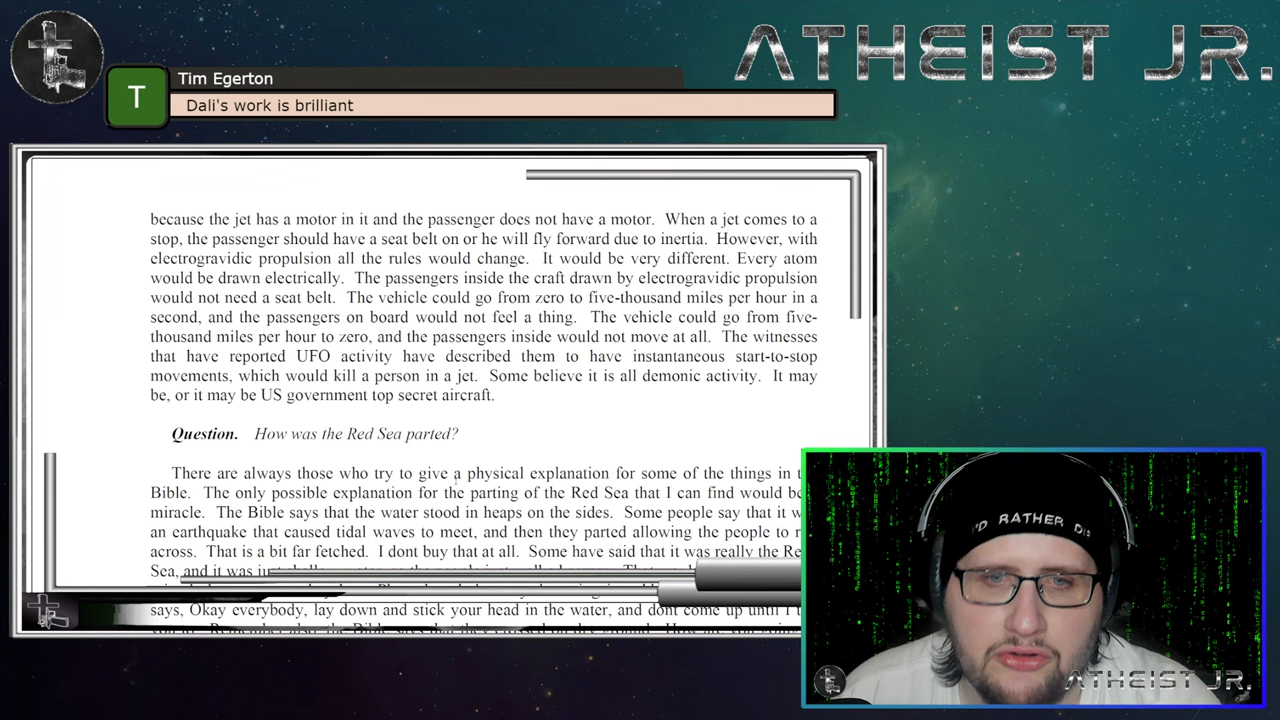 ATHEIST JR.
T
Tim Egerton
Dali's work is brilliant
because the jet has a motor in it and the passenger does not have a motor. When a jet comes to a
stop, the passenger should have a seat belt on or he will fly forward due to inertia. However, with
electrogravidic propulsion all the rules would change. It would be very different. Every atom
would be drawn electrically. The passengers inside the craft drawn by electrogravidic propulsion
would not need a seat belt. The vehicle could go from zero to five-thousand miles per hour in a
second, and the passengers on board would not feel a thing. The vehicle could go from five-
thousand miles per hour to zero, and the passengers inside would not move at all. The witnesses
that have reported UFO activity have described them to have instantaneous start-to-stop
movements, which would kill a person in a jet. Some believe it is all demonic activity. It may
be, or it may be US government top secret aircraft.
Question. How was the Red Sea parted?
There are always those who try to give a physical explanation for some of the things in
Bible. The only possible explanation for the parting of the Red Sea that I can find would be
miracle. The Bible says that the water stood in heaps on the sides. Some people say that it
an earthquake that caused tidal waves to meet, and then they parted allowing the people to
across. That is a bit far fetched. I dont buy that at all. Some have said that it was really the
Sea, and it was
says, Okay everybody, lay down and stick your head in the water, and dont come up until I
I'D RATHER
ATHEIST JR.